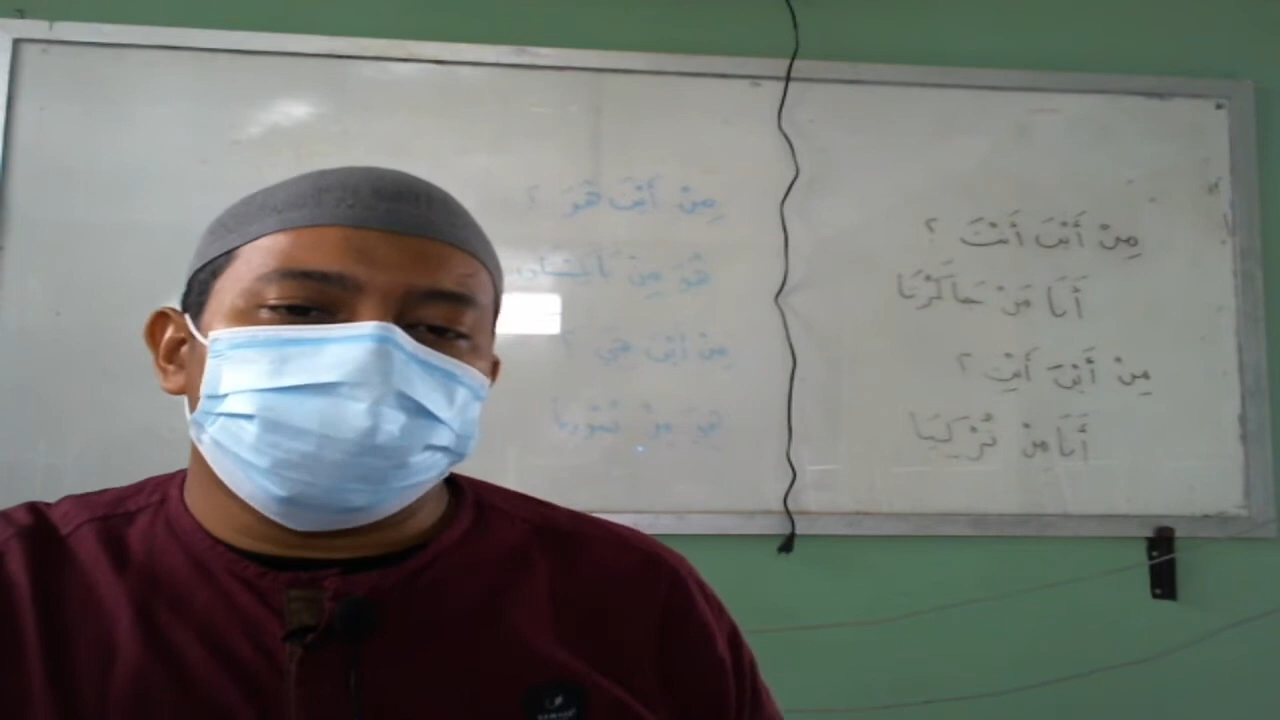 مِنْ أَيْنَ أَنْتَ ؟
أَنَا مِنْ جَاكَرْتَا
مِنْ أَيْنَ أَنْتِ ؟
أَنَا مِنْ تُرْكِيَا
مِنْ أَيْنَ هُوَ ؟
هُوَ مِنْ
مِنْ أَيْنَ هِيَ ؟
هِيَ مِنْ